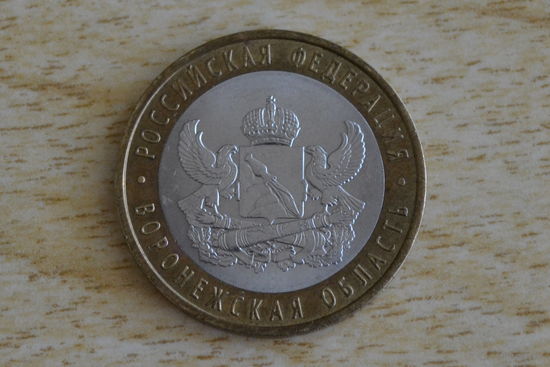 РОССИЙСКАЯ ФЕДЕРАЦИЯ
ВОРОНЕЖСКАЯ ОБЛАСТЬ